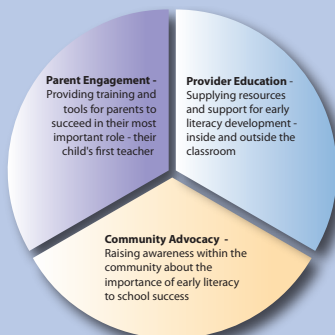 Parent Engagement -
Providing training and
tools for parents to
succeed in their most
important role - their
child's first teacher
Provider Education -
Supplying resources
and support for early
literacy development -
inside and outside the
classroom
Community Advocacy -
Raising awareness within the
community about the
importance of early literacy
to school success